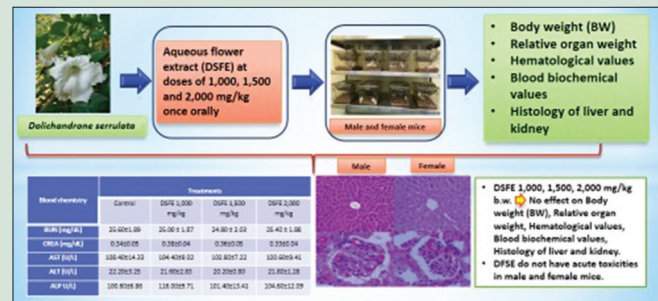 Dolichandrone serrulata
Aqueous flower
extract (DSFE) at
doses of 1,000, 1,500
and 2,000 mg/kg
once orally
Male and female mice
• Body weight (BW)
• Relative organ weight
• Hematological values
• Blood biochemical
values
• Histology of liver and
kidney
Blood chemistry
Treatments
Control
DSFE 1,000
mg/kg
DSFE 1,500
mg/kg
DSFE 2,000
mg/kg
BUN (mg/dL)
CREA (mg/dL)
AST (U/L)
ALT (U/L)
ALP U/L)
Male
Female
• DSFE 1,000, 1,500, 2,000 mg/kg
b.w. No effect on Body
weight (BW), Relative organ
weight, Hematological values,
Blood biochemical values,
Histology of liver and kidney.
• DFSE do not have acute toxicities
in male and female mice.